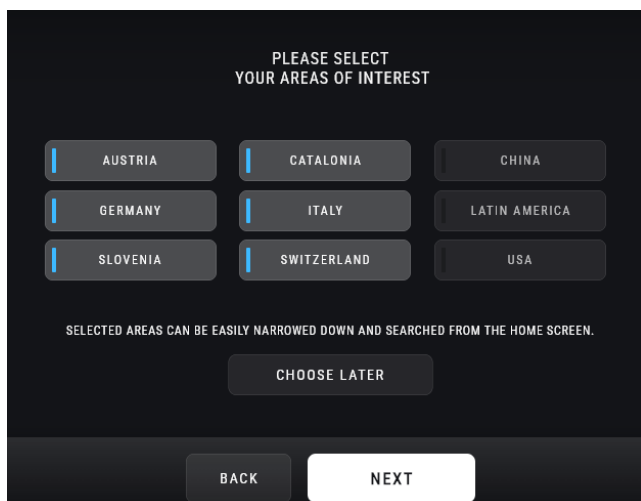 PLEASE SELECT
YOUR AREAS OF INTEREST
AUSTRIA
CATALONIA
CHINA
GERMANY
ITALY
LATIN AMERICA
SLOVENIA
SWITZERLAND
USA
SELECTED AREAS CAN BE EASILY NARROWED DOWN AND SEARCHED FROM THE HOME SCREEN.
CHOOSE LATER
BACK
NEXT